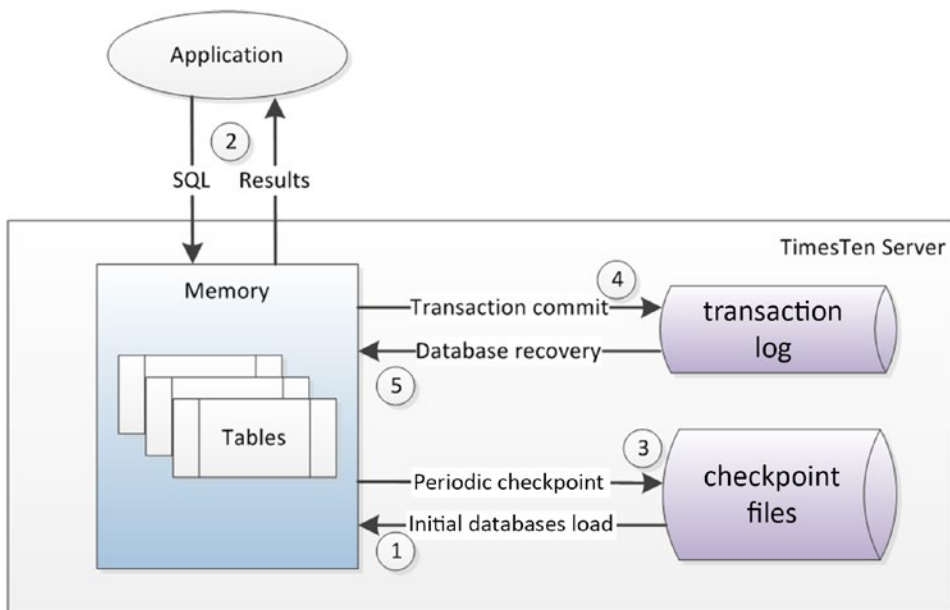 Application
2
SQL
Results
TimesTen Server
Memory
4
Transaction commit
transaction
log
Database recovery
5
Tables
3
Periodic checkpoint
checkpoint
files
Initial databases load
1